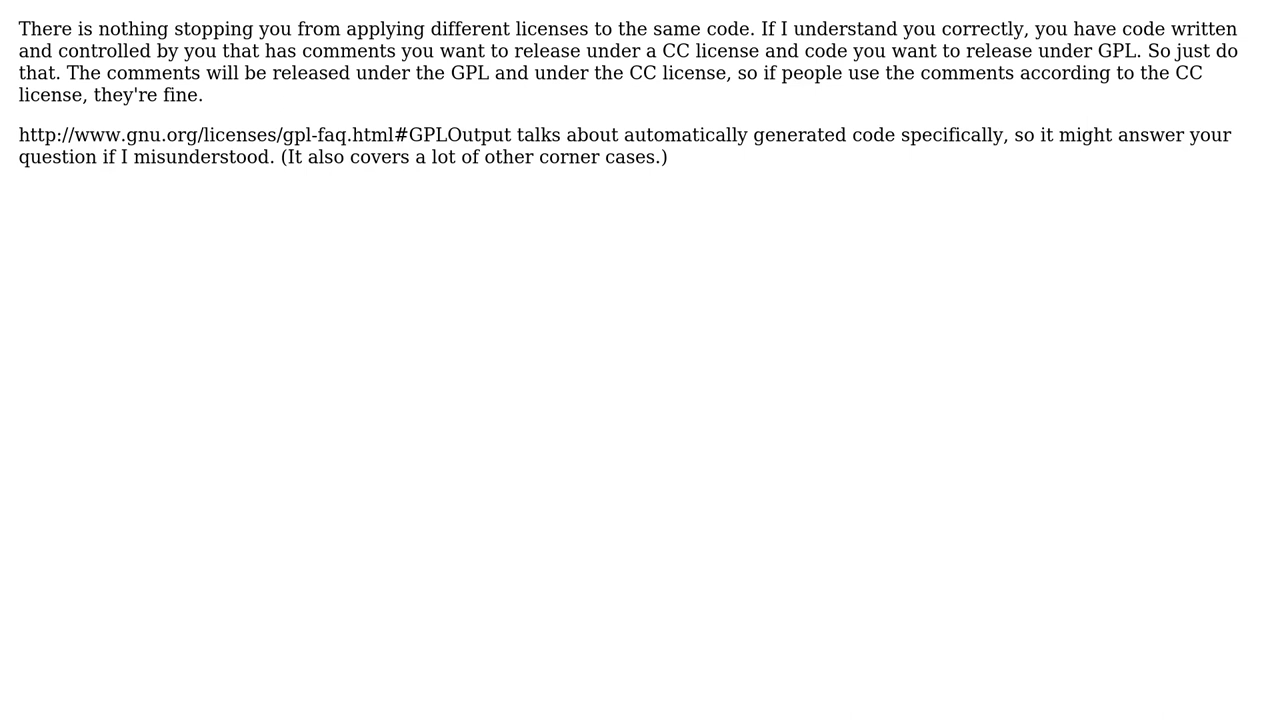 There is nothing stopping you from applying different licenses to the same code. If I understand you correctly, you have code written
and controlled by you that has comments you want to release under a CC license and code you want to release under GPL. So just do
that. The comments will be released under the GPL and under the CC license, so if people use the comments according to the CC
license, they're fine.
http://www.gnu.org/licenses/gpl-faq.html#GPLOutput talks about automatically generated code specifically, so it might answer your
question if I misunderstood. (It also covers a lot of other corner cases.)